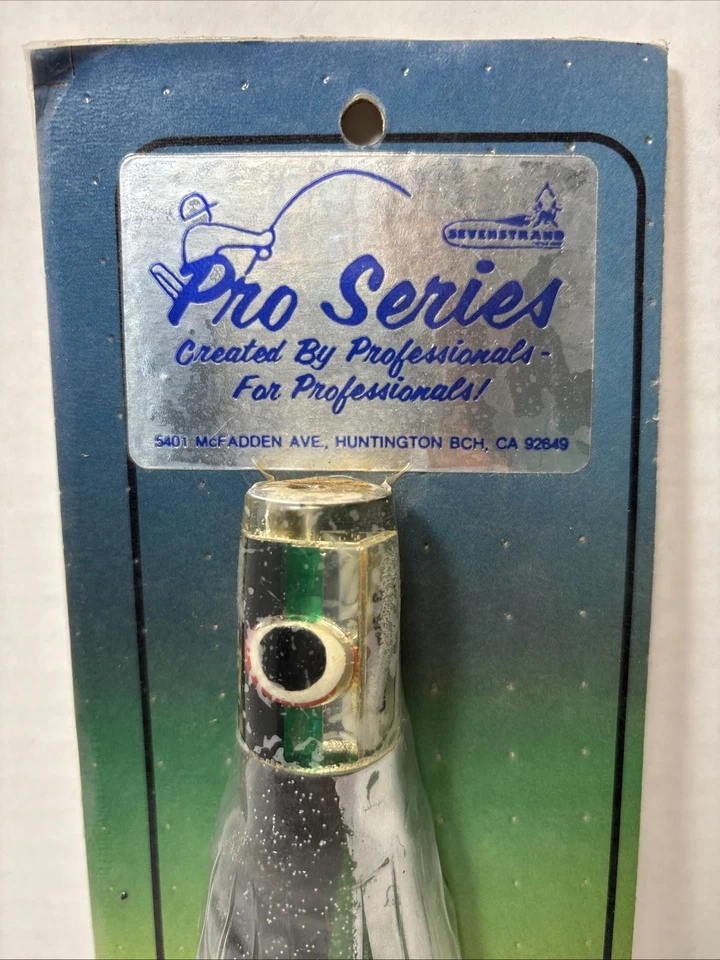 SEVENSTRAND
Pro Series
Created By Professionals-
For Professionals!
5401 McFADDEN AVE., HUNTINGTON BCH, CA 92649